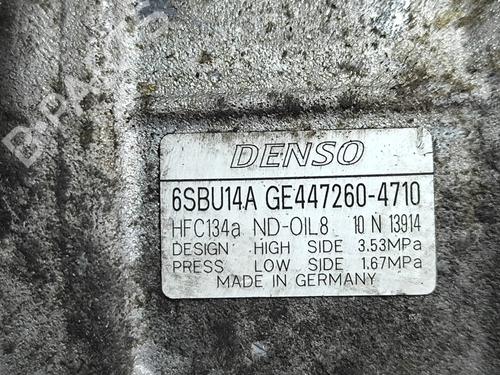 B-PARTS
DENSO
6SBU14A GE447260-4710
HFC134a ND-OIL8 10 N 13914
DESIGN HIGH SIDE 3.53MPa
PRESS LOW SIDE 1.67MPa
MADE IN GERMANY